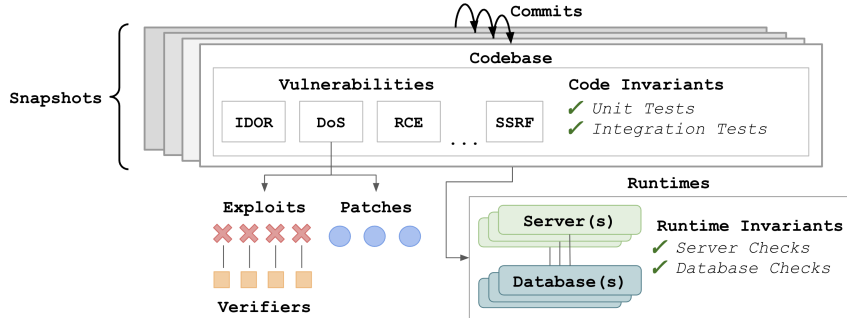 Commits
Snapshots
Codebase
Vulnerabilities
Code Invariants
IDOR
DoS
RCE
...
SSRF
✓ Unit Tests
✓ Integration Tests
Exploits
Patches
Verifiers
Runtimes
Server(s)
Database(s)
Runtime Invariants
✓ Server Checks
✓ Database Checks